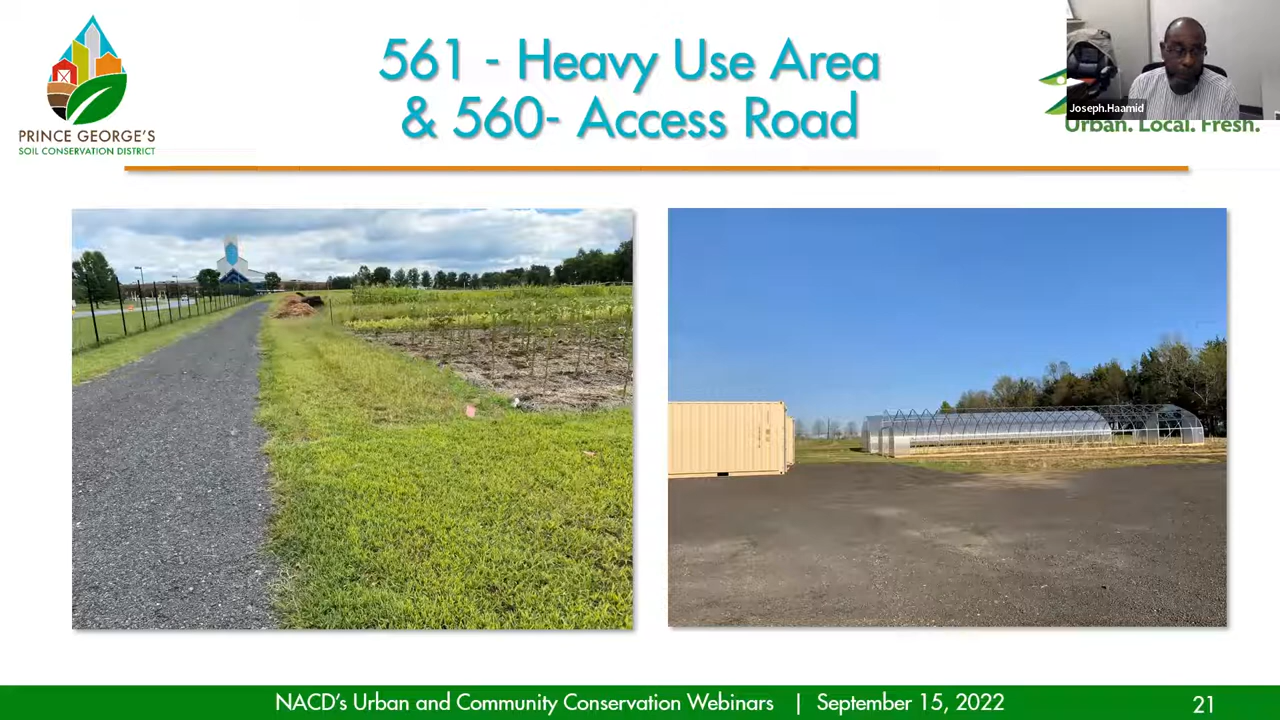 561 - Heavy Use Area
& 560- Access Road
PRINCE GEORGE'S
SOIL CONSERVATION DISTRICT
Joseph.Haamid
Urban. Local. Fresh.
NACD's Urban and Community Conservation Webinars | September 15, 2022
21